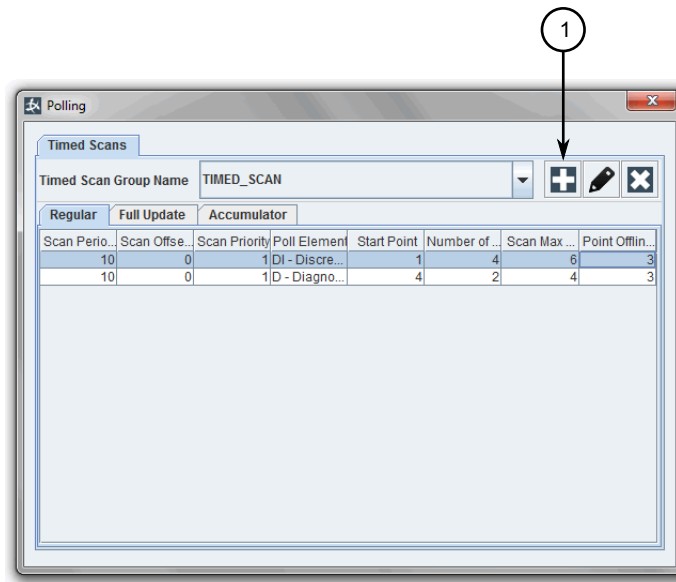 1
Polling
Timed Scans
Timed Scan Group Name TIMED_SCAN
Regular Full Update Accumulator
Scan Perio... Scan Offse... Scan Priority Poll Element Start Point Number of ... Scan Max ... Point Offlin...
10 0 1 DI - Discre... 1 4 6 3
10 0 1 D - Diagno... 4 2 4 3